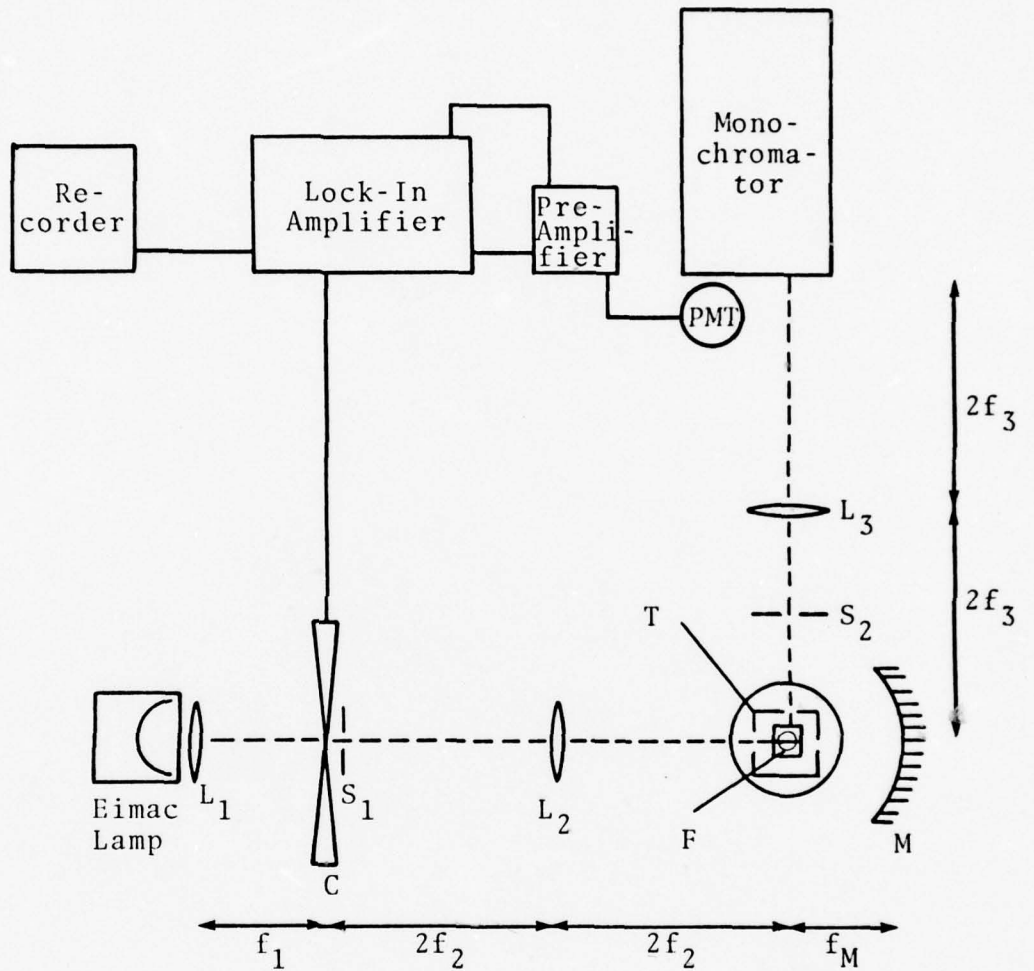 Mono-
chroma-
tor
Re-
corder
Lock-In
Amplifier
Pre-
Ampli-
fier
PMT
2f3
L3
2f3
T
S2
Eimac
Lamp
L1
S1
L2
F
M
C
f1
2f2
2f2
fM